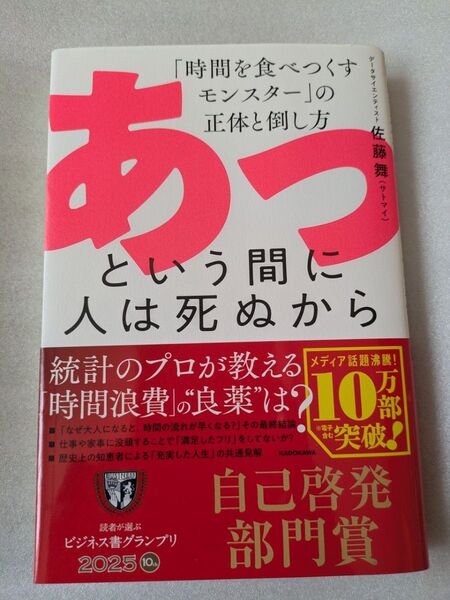 「時間を食べつくす
モンスター」の
正体と倒し方
データサイエンティスト 佐藤舞(サトマイ)
あっ
という間に
人は死ぬから
統計のプロが教える
「時間浪費」の“良薬”は?
■ 「なぜ大人になると、時間の流れが早くなる?」その最終結論
■ 仕事や家事に没頭することで「満足したフリ」をしてないか?
■ 歴史上の知恵者による「充実した人生」の共通見解
KADOKAWA
メディア話題沸騰!
10万部
※電子含む
突破!
自己啓発
部門賞
読者が選ぶ
ビジネス書グランプリ
2025 10th